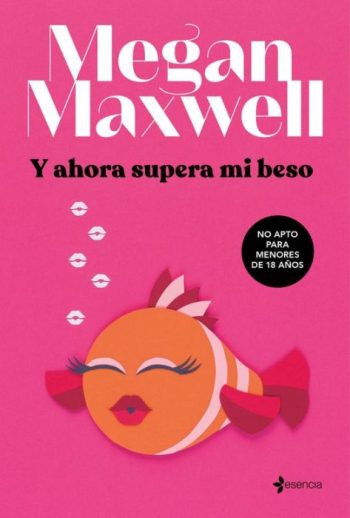 Megan
Maxwell
Y ahora supera mi beso
NO APTO
PARA
MENORES
DE 18 AÑOS
esencia